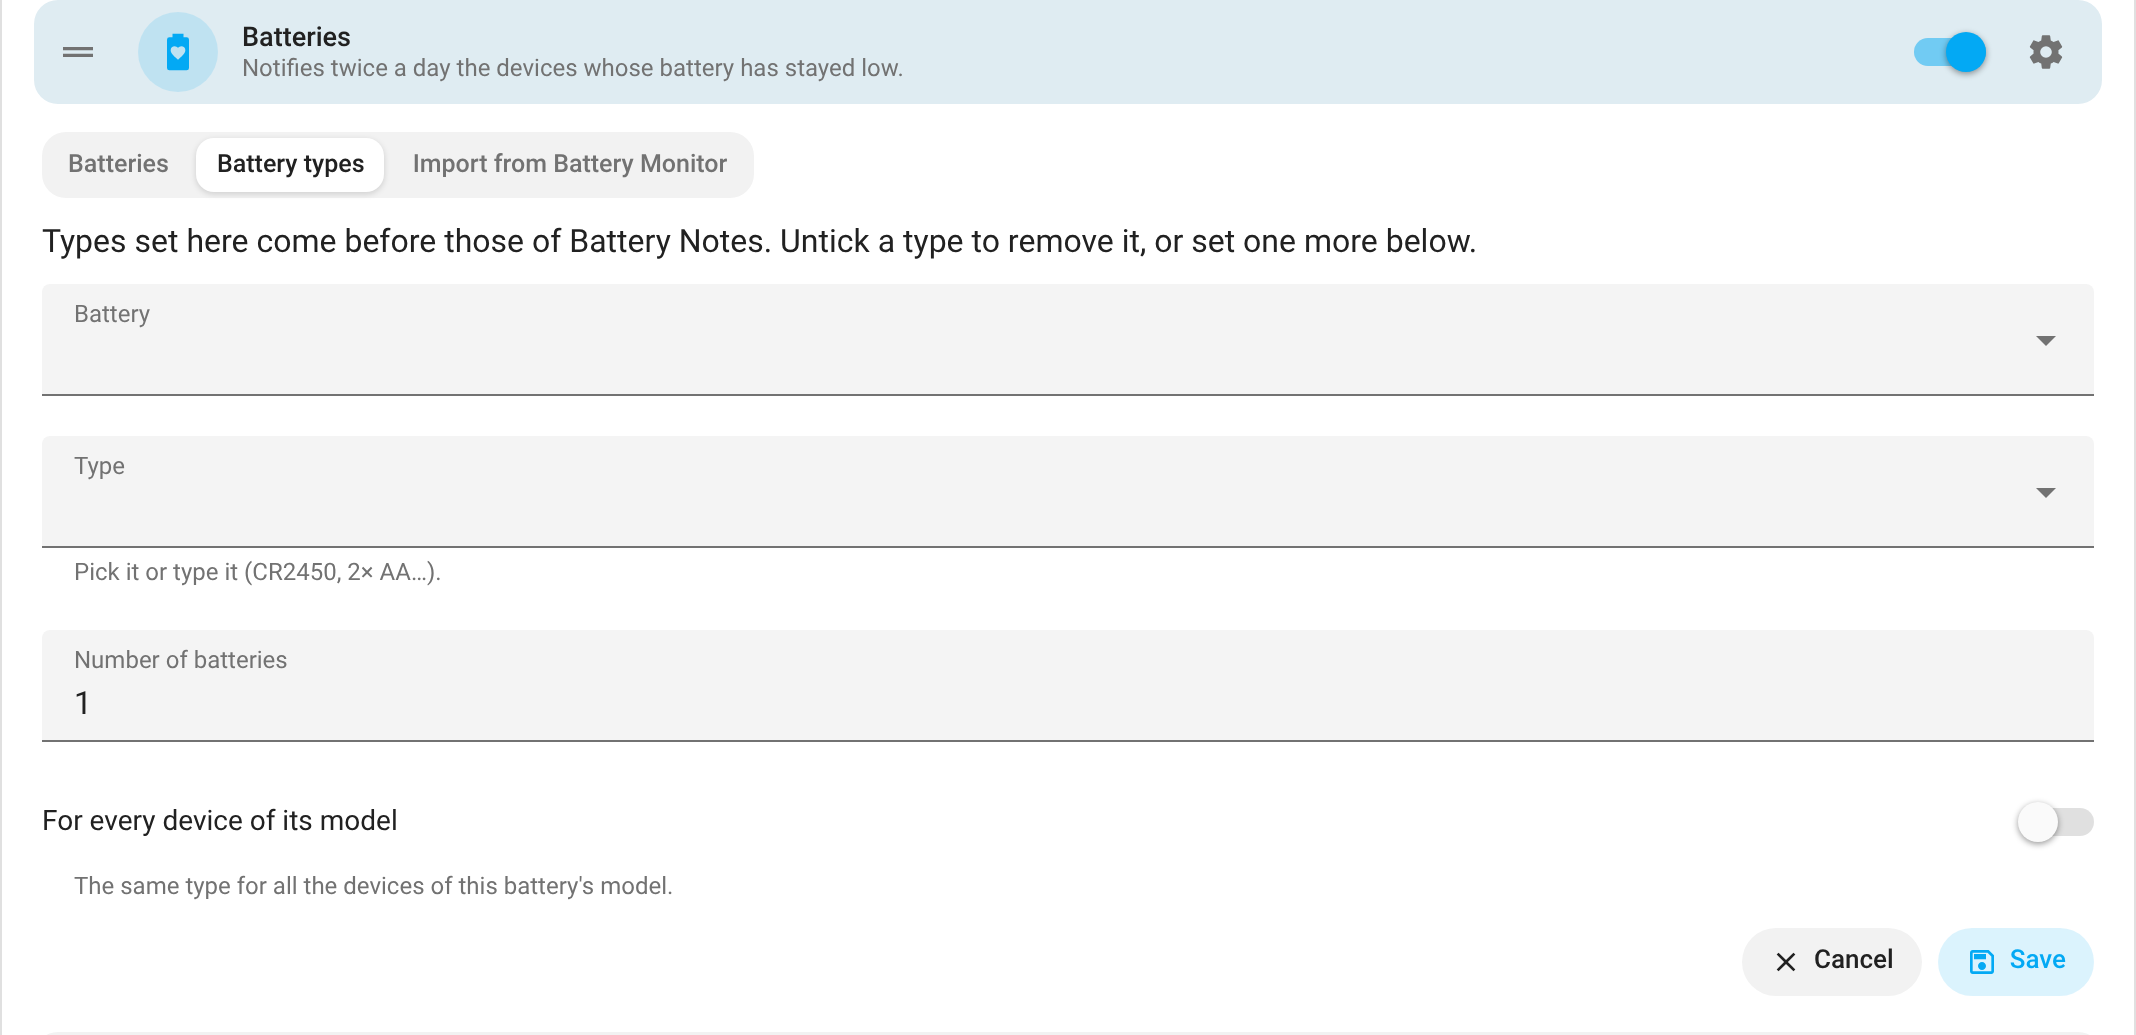 Batteries
Notifies twice a day the devices whose battery has stayed low.
Batteries
Battery types
Import from Battery Monitor
Types set here come before those of Battery Notes. Untick a type to remove it, or set one more below.
Battery
Type
Pick it or type it (CR2450, 2× AA...).
Number of batteries
1
For every device of its model
The same type for all the devices of this battery's model.
Cancel
Save